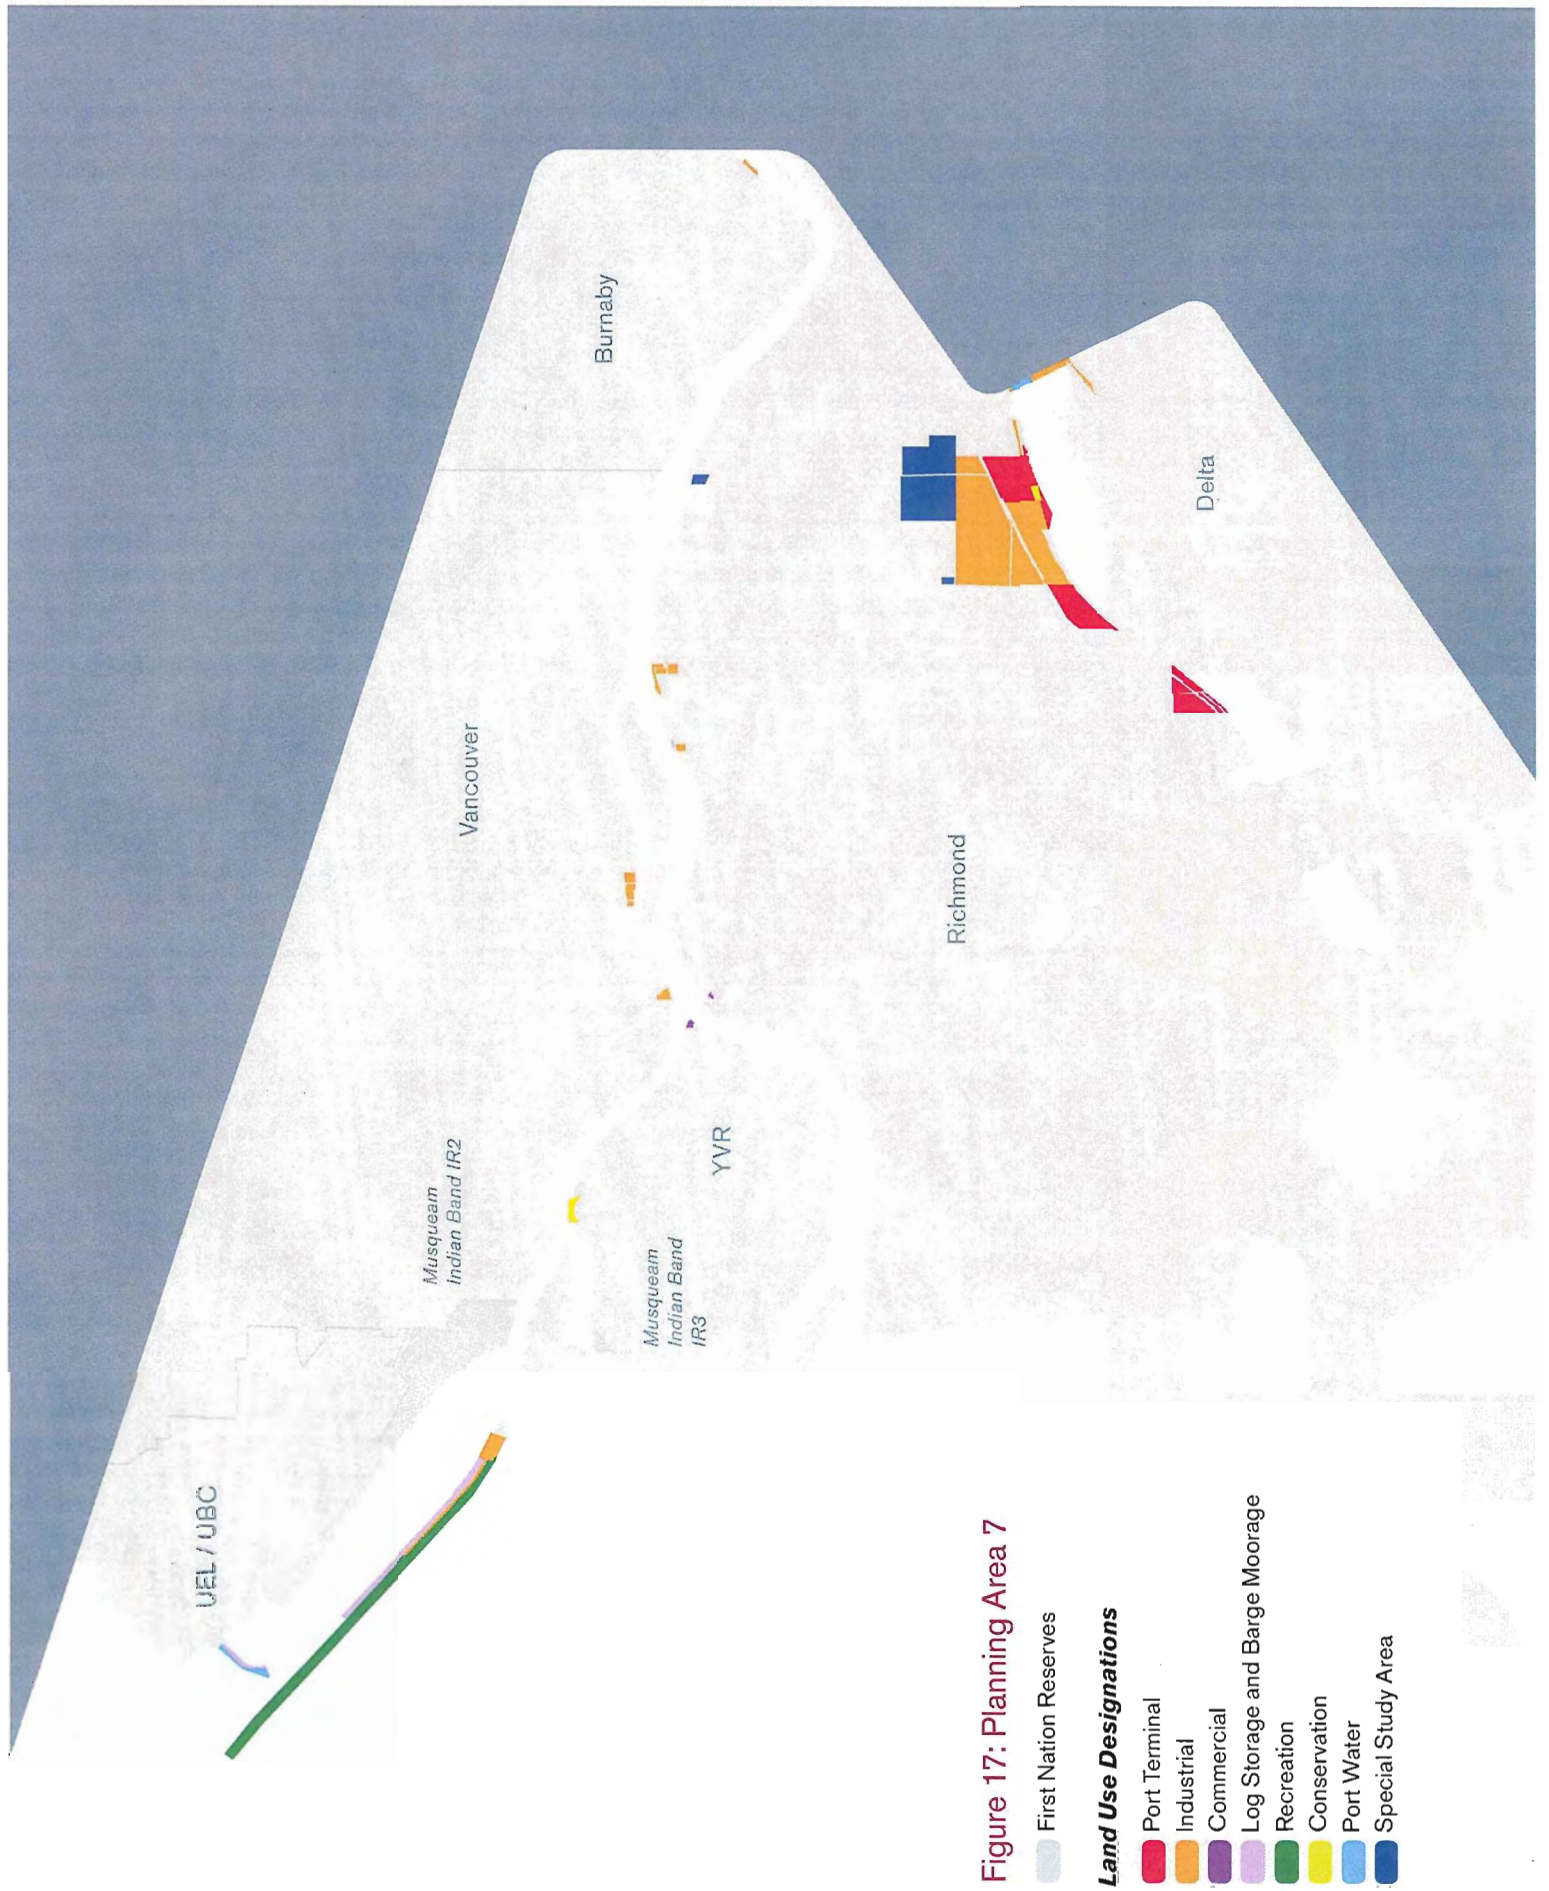 Figure 17: Planning Area 7
First Nation Reserves
Land Use Designations
Port Terminal
Industrial
Commercial
Log Storage and Barge Moorage
Recreation
Conservation
Port Water
Special Study Area
UEL / UBC
Musqueam
Indian Band IR2
Musqueam
Indian Band
IR3
YVR
Vancouver
Burnaby
Richmond
Delta